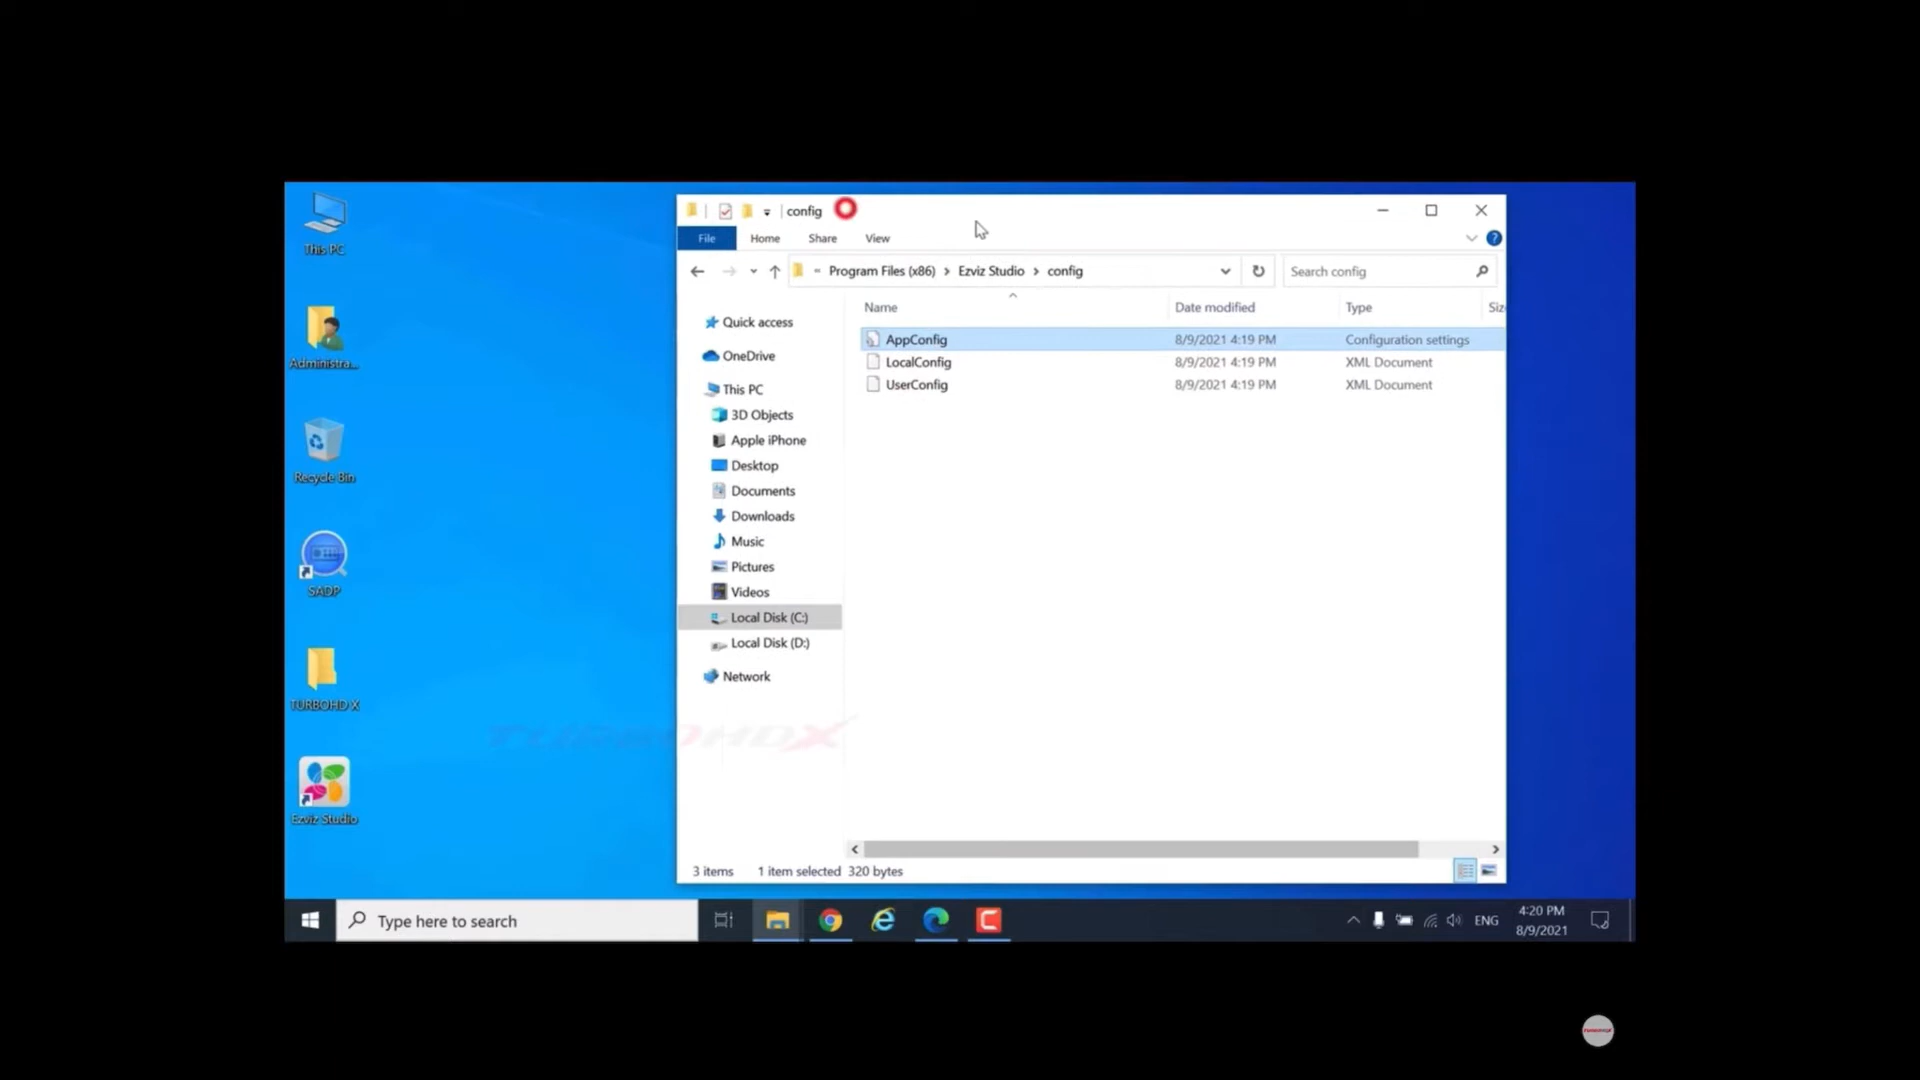 This PC
Administra...
Recycle Bin
SADP
TURBOHD X
Ezviz Studio
config
File Home Share View
« Program Files (x86) > Ezviz Studio > config
Search config
Quick access
OneDrive
This PC
3D Objects
Apple iPhone
Desktop
Documents
Downloads
Music
Pictures
Videos
Local Disk (C:)
Local Disk (D:)
Network
Name Date modified Type Siz
AppConfig 8/9/2021 4:19 PM Configuration settings
LocalConfig 8/9/2021 4:19 PM XML Document
UserConfig 8/9/2021 4:19 PM XML Document
TURBOHDX
3 items 1 item selected 320 bytes
Type here to search
ENG
4:20 PM
8/9/2021
TURBOHDX